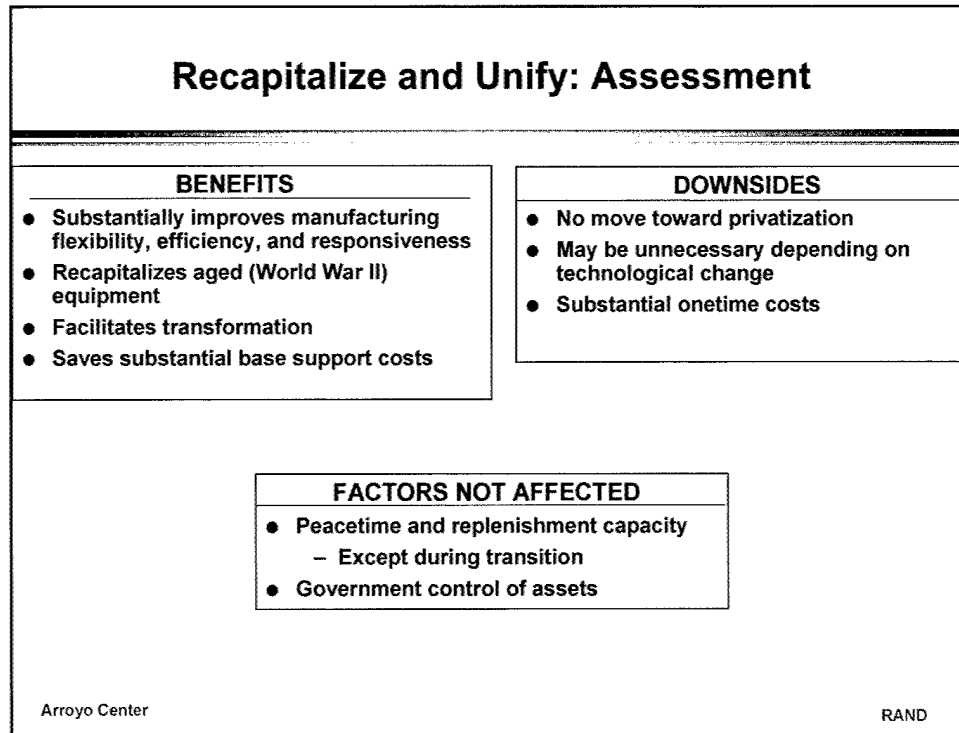 Recapitalize and Unify: Assessment
BENEFITS
● Substantially improves manufacturing
flexibility, efficiency, and responsiveness
● Recapitalizes aged (World War II)
equipment
● Facilitates transformation
● Saves substantial base support costs
DOWNSIDES
● No move toward privatization
● May be unnecessary depending on
technological change
● Substantial onetime costs
FACTORS NOT AFFECTED
● Peacetime and replenishment capacity
– Except during transition
● Government control of assets
Arroyo Center
RAND